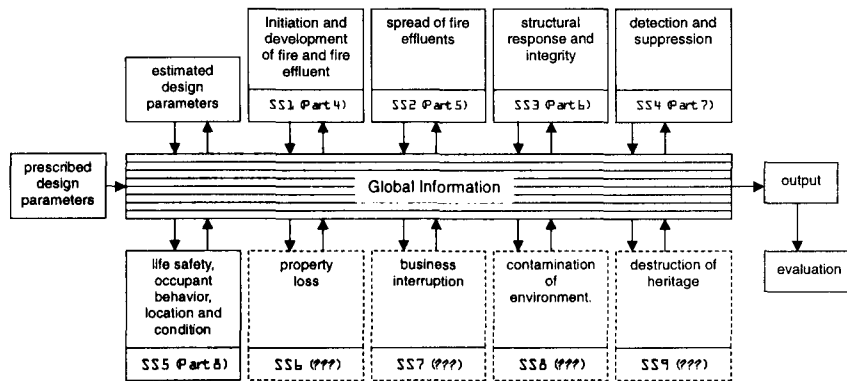 Initiation and
development
of fire and fire
effluent
SS1 (Part 4)
spread of fire
effluents
SS2 (Part 5)
structural
response and
integrity
SS3 (Part 6)
detection and
suppression
SS4 (Part 7)
estimated
design
parameters
prescribed
design
parameters
Global Information
output
evaluation
life safety,
occupant
behavior,
location and
condition
SS5 (Part 8)
property
loss
SS6 (???)
business
interruption
SS7 (???)
contamination
of
environment.
SS8 (???)
destruction of
heritage
SS9 (???)